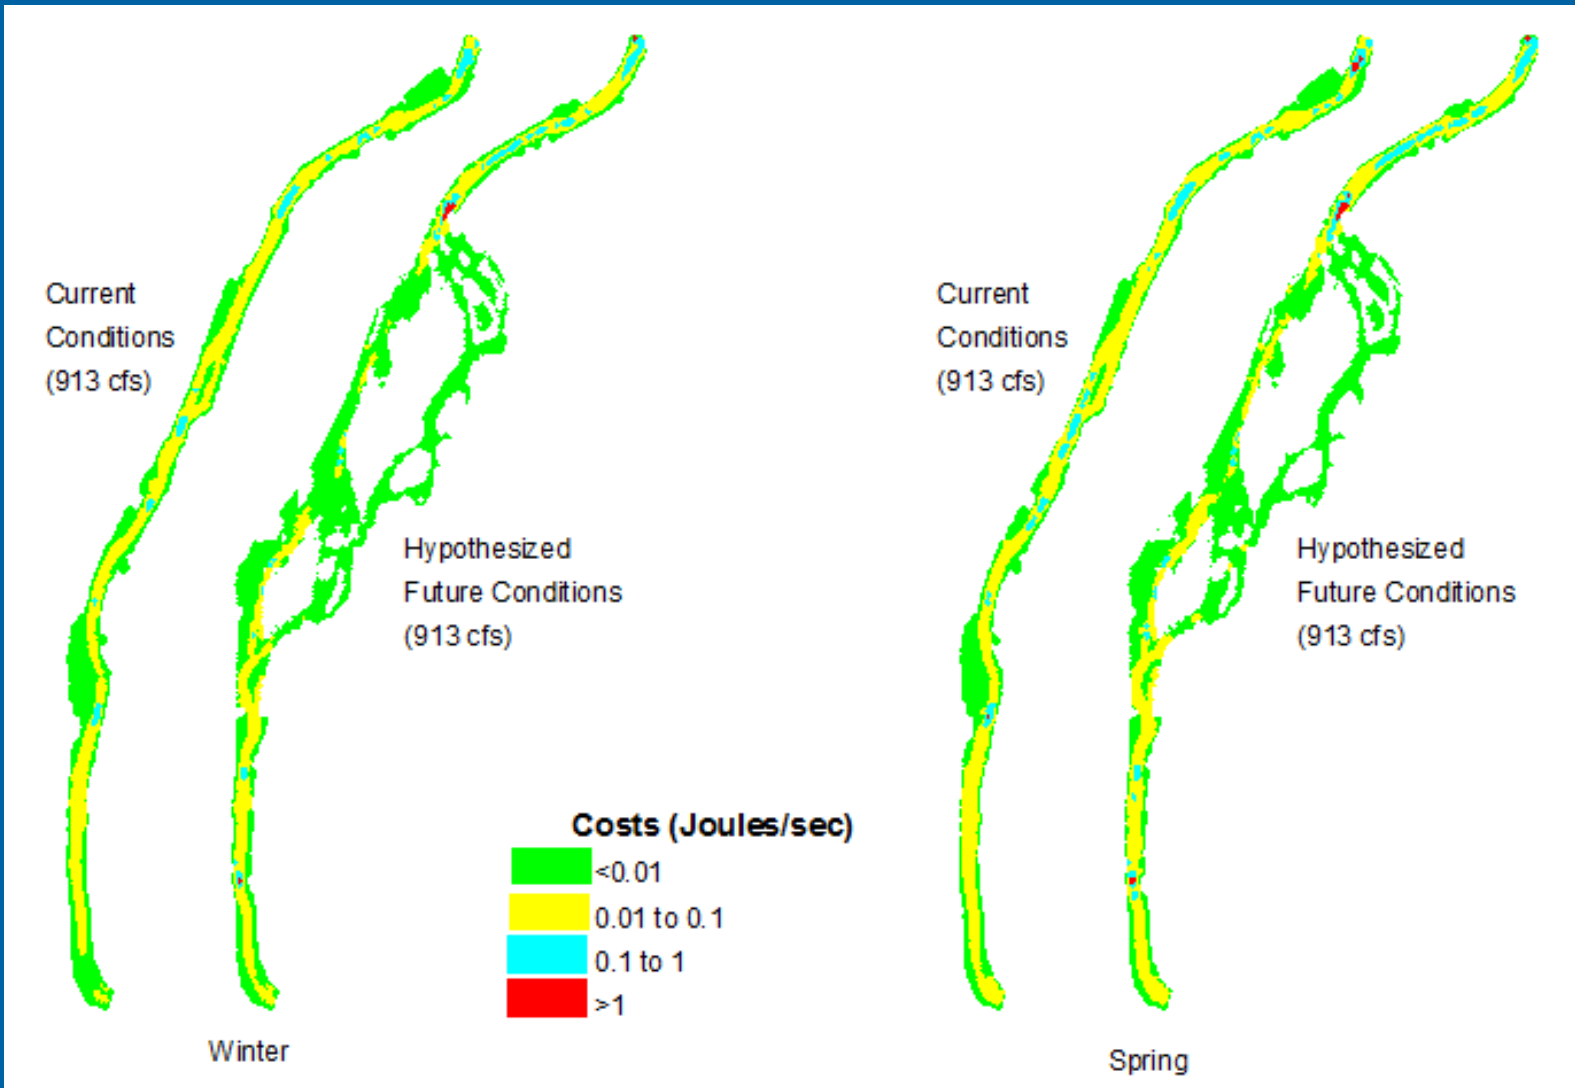 Current
Conditions
(913 cfs)
Hypothesized
Future Conditions
(913 cfs)
Current
Conditions
(913 cfs)
Hypothesized
Future Conditions
(913 cfs)
Costs (Joules/sec)
<0.01
0.01 to 0.1
0.1 to 1
>1
Winter
Spring